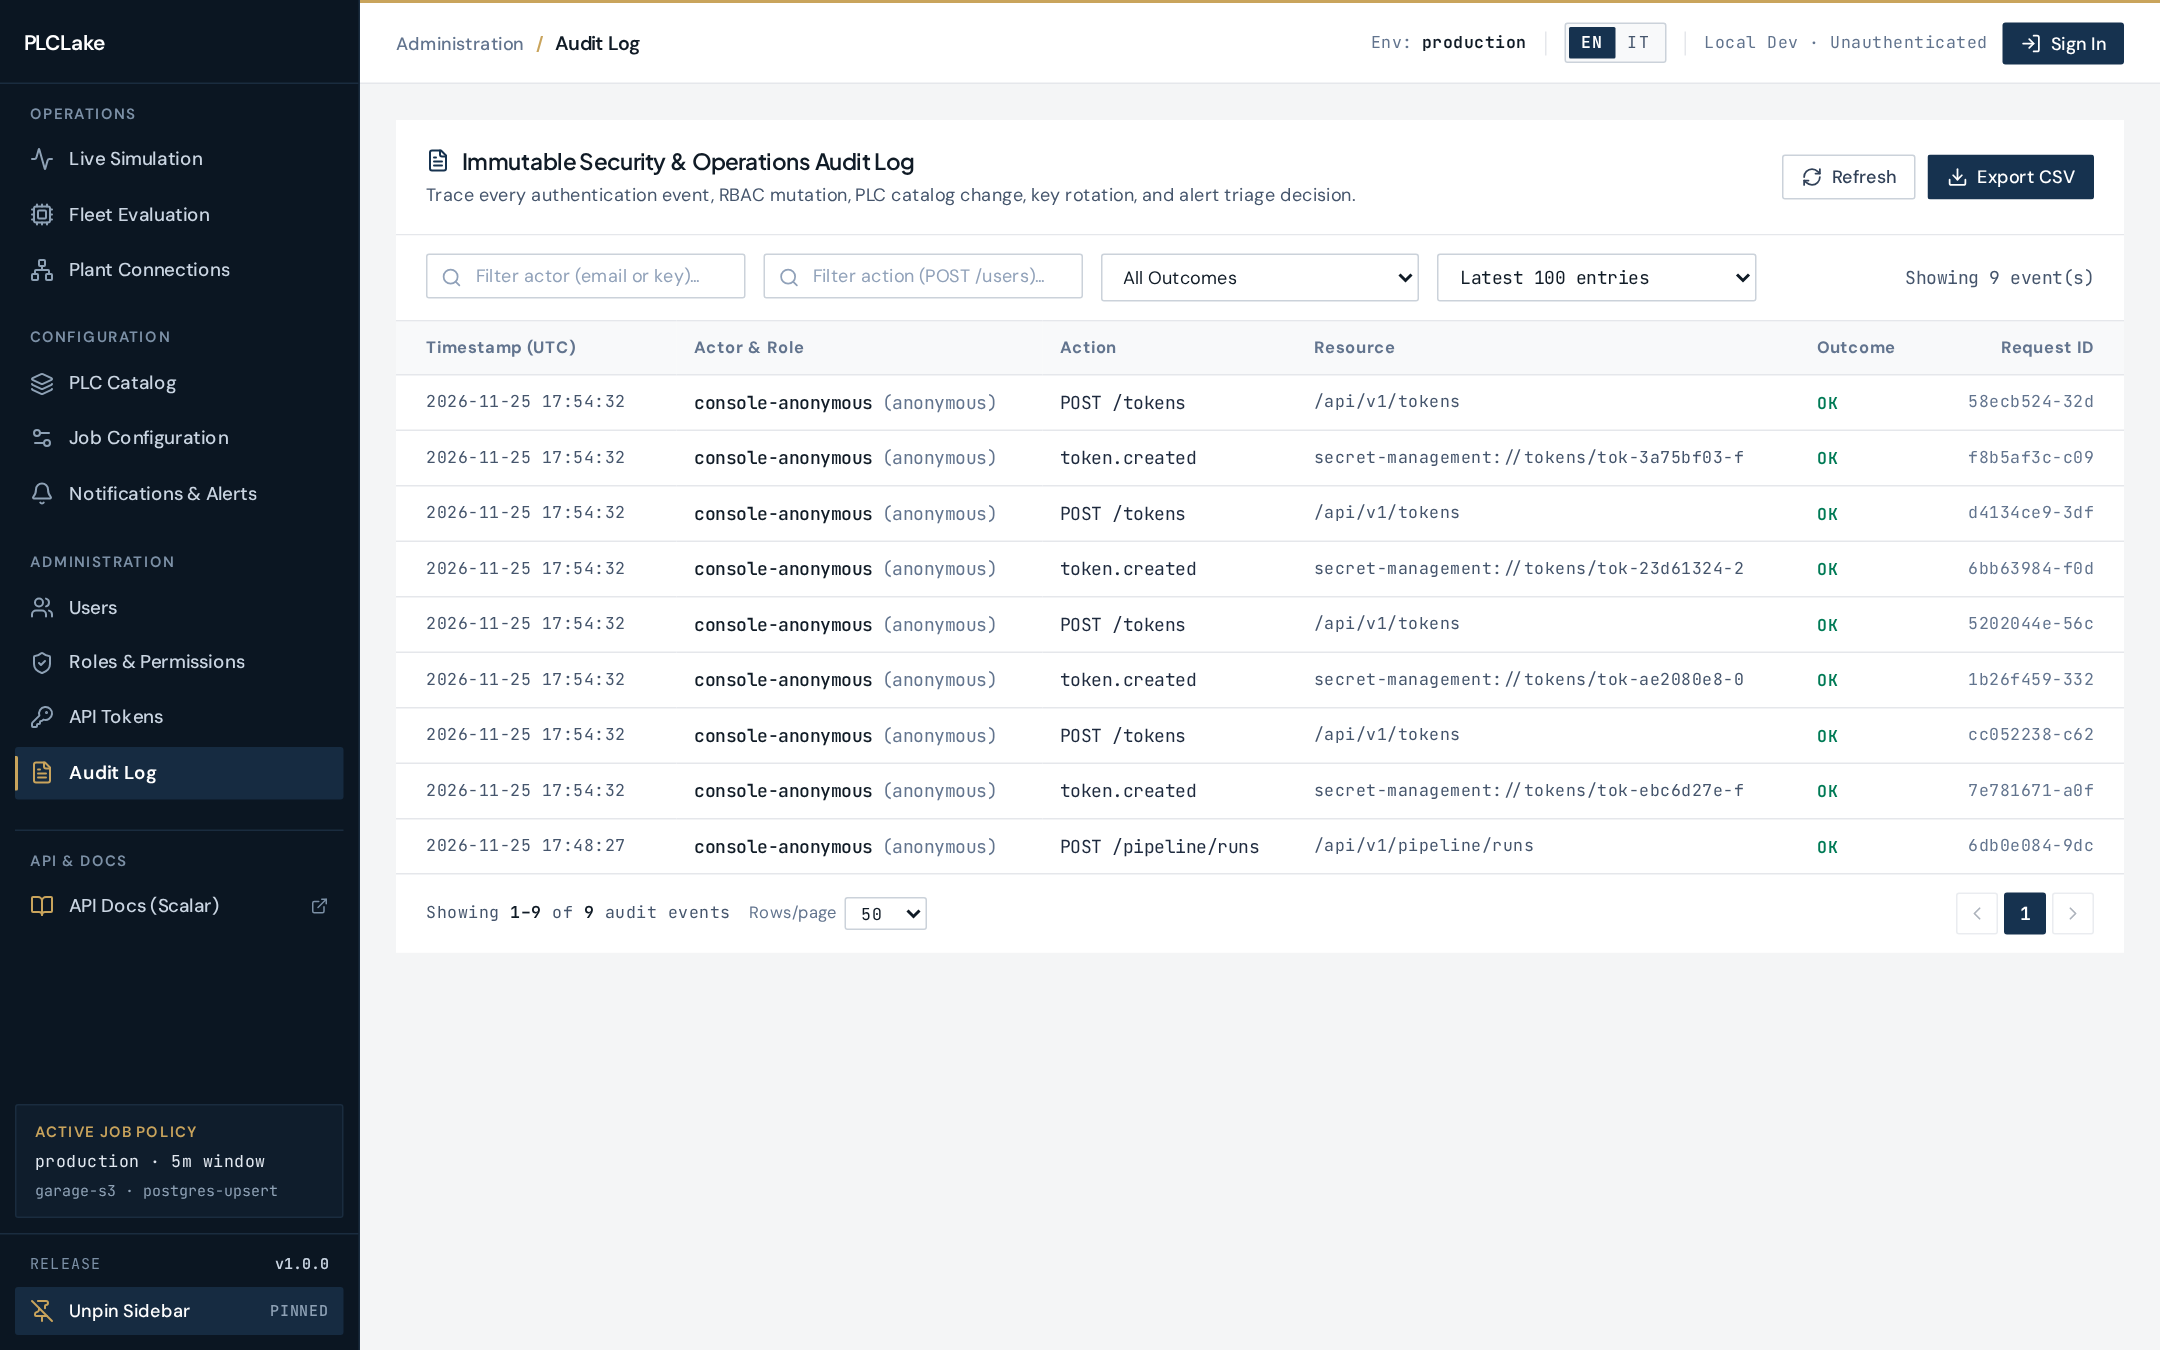 PLCLake
OPERATIONS
Live Simulation
Fleet Evaluation
Plant Connections
CONFIGURATION
PLC Catalog
Job Configuration
Notifications & Alerts
ADMINISTRATION
Users
Roles & Permissions
API Tokens
Audit Log
API & DOCS
API Docs (Scalar)
ACTIVE JOB POLICY
production · 5m window
garage-s3 · postgres-upsert
RELEASE v1.0.0
Unpin Sidebar PINNED
Administration / Audit Log Env: production EN IT Local Dev · Unauthenticated Sign In
Immutable Security & Operations Audit Log
Trace every authentication event, RBAC mutation, PLC catalog change, key rotation, and alert triage decision.
Refresh Export CSV
Filter actor (email or key)... Filter action (POST /users)... All Outcomes Latest 100 entries Showing 9 event(s)
Timestamp (UTC) Actor & Role Action Resource Outcome Request ID
2026-11-25 17:54:32 console-anonymous (anonymous) POST /tokens /api/v1/tokens OK 58ecb524-32d
2026-11-25 17:54:32 console-anonymous (anonymous) token.created secret-management://tokens/tok-3a75bf03-f OK f8b5af3c-c09
2026-11-25 17:54:32 console-anonymous (anonymous) POST /tokens /api/v1/tokens OK d4134ce9-3df
2026-11-25 17:54:32 console-anonymous (anonymous) token.created secret-management://tokens/tok-23d61324-2 OK 6bb63984-f0d
2026-11-25 17:54:32 console-anonymous (anonymous) POST /tokens /api/v1/tokens OK 5202044e-56c
2026-11-25 17:54:32 console-anonymous (anonymous) token.created secret-management://tokens/tok-ae2080e8-0 OK 1b26f459-332
2026-11-25 17:54:32 console-anonymous (anonymous) POST /tokens /api/v1/tokens OK cc052238-c62
2026-11-25 17:54:32 console-anonymous (anonymous) token.created secret-management://tokens/tok-ebc6d27e-f OK 7e781671-a0f
2026-11-25 17:48:27 console-anonymous (anonymous) POST /pipeline/runs /api/v1/pipeline/runs OK 6db0e084-9dc
Showing 1–9 of 9 audit events Rows/page 50 1